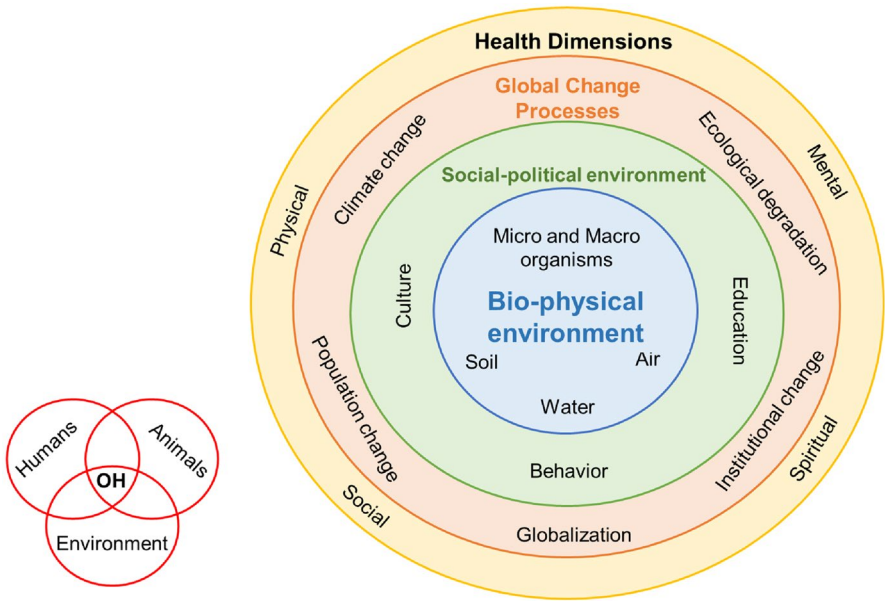 Health Dimensions
Physical
Mental
Social
Spiritual
Global Change
Processes
Climate change
Ecological degradation
Population change
Institutional change
Globalization
Social-political environment
Culture
Education
Behavior
Micro and Macro
organisms
Bio-physical
environment
Soil
Air
Water
Humans
Animals
OH
Environment